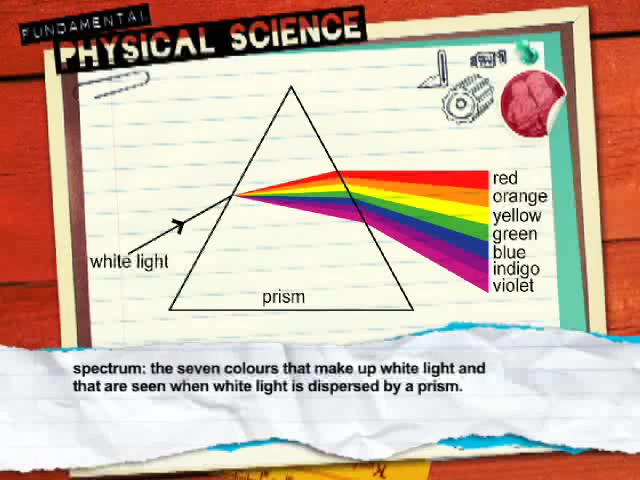 FUNDAMENTAL
PHYSICAL SCIENCE
red
orange
yellow
green
blue
indigo
violet
white light
prism
spectrum: the seven colours that make up white light and
that are seen when white light is dispersed by a prism.